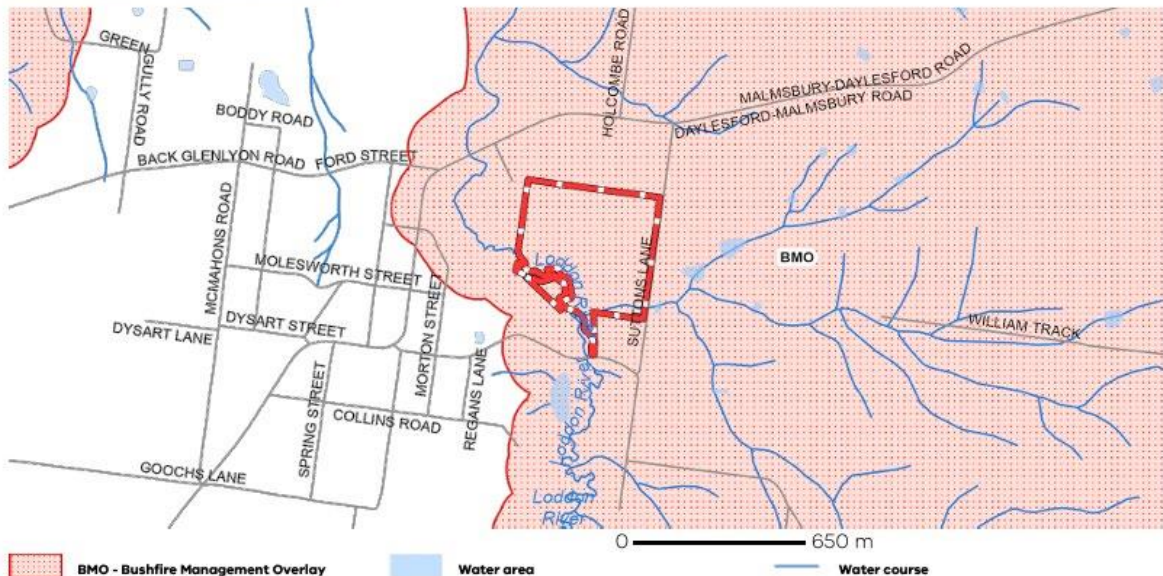 GREEN
GULLY ROAD
BODDY ROAD
BACK GLENLYON ROAD
FORD STREET
HOLCOMBE ROAD
MALMSBURY-DAYLESFORD ROAD
DAYLESFORD-MALMSBURY ROAD
MCMAHONS ROAD
MOLESWORTH STREET
Loddon River
SUTTONS LANE
BMO
DYSART LANE
DYSART STREET
MORTON STREET
WILLIAM TRACK
SPRING STREET
COLLINS ROAD
REGANS LANE
Loddon River
GOOCHS LANE
Loddon
River
0 650 m
BMO - Bushfire Management Overlay
Water area
Water course